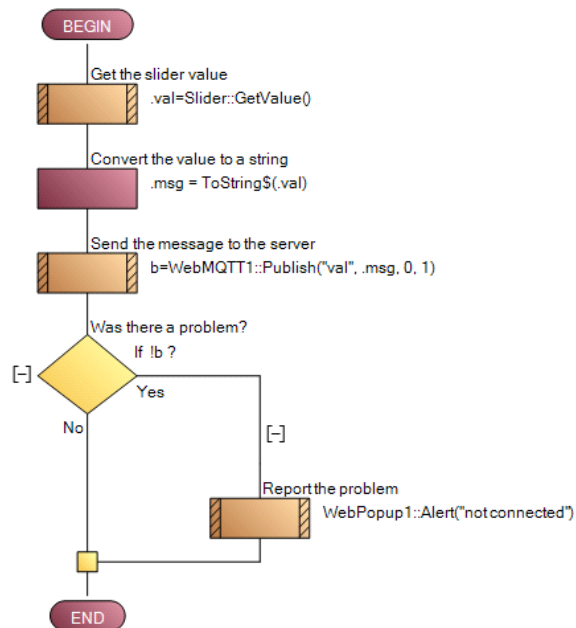 BEGIN
Get the slider value
.val=Slider::GetValue()
Convert the value to a string
.msg = ToString$(.val)
Send the message to the server
b=WebMQTT1::Publish("val", .msg, 0, 1)
Was there a problem?
If !b ?
[–]
Yes
No
[–]
Report the problem
WebPopup1::Alert("not connected")
END